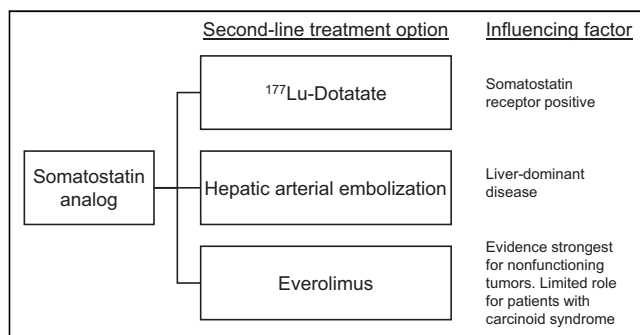 Second-line treatment option
Influencing factor
¹⁷⁷Lu-Dotatate
Somatostatin
receptor positive
Somatostatin
analog
Hepatic arterial embolization
Liver-dominant
disease
Everolimus
Evidence strongest
for nonfunctioning
tumors. Limited role
for patients with
carcinoid syndrome